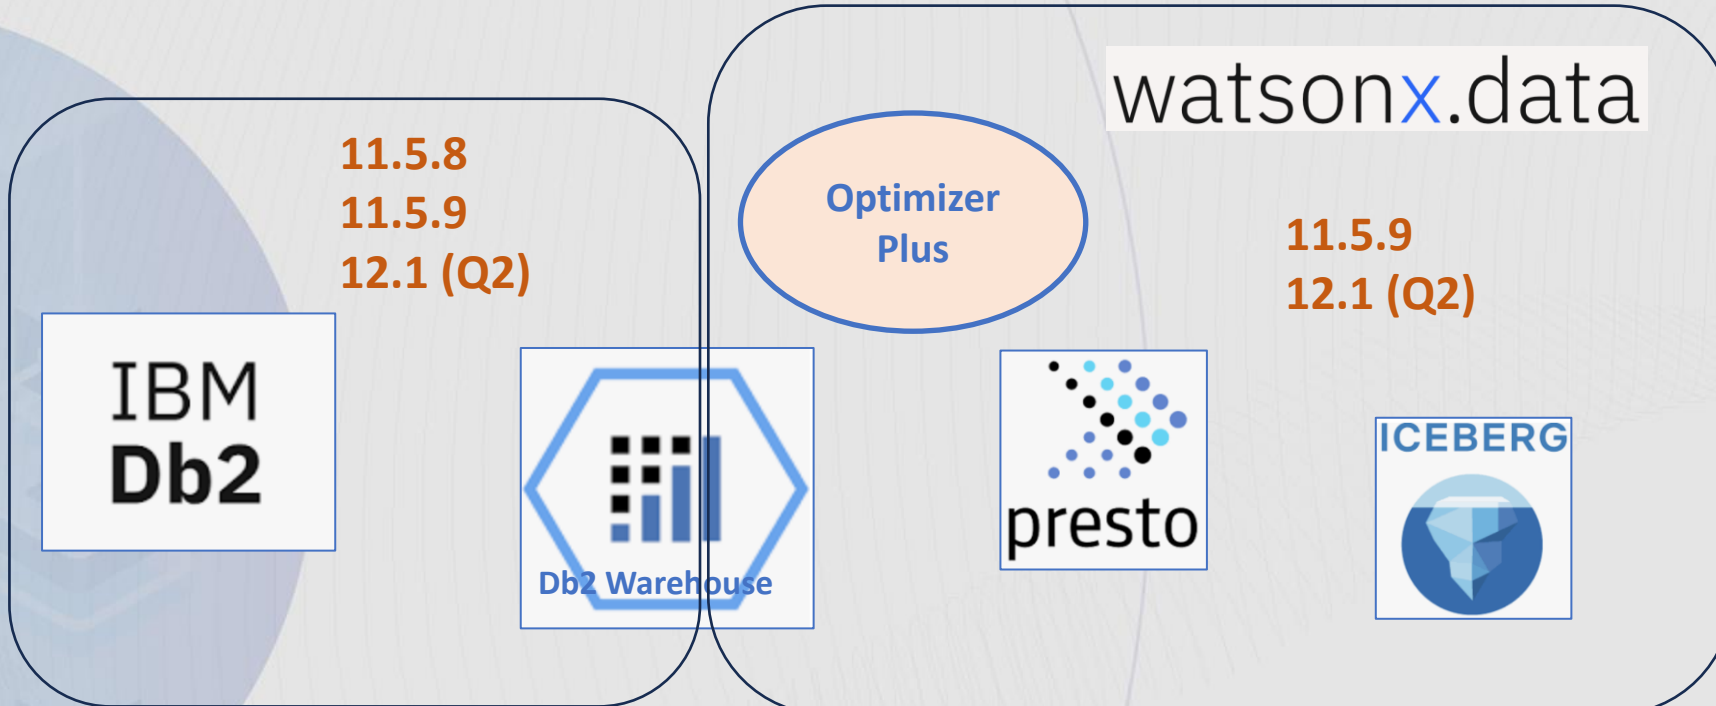 11.5.8
11.5.9
12.1 (Q2)
IBM
Db2
Db2 Warehouse
watsonx.data
Optimizer
Plus
11.5.9
12.1 (Q2)
presto
ICEBERG